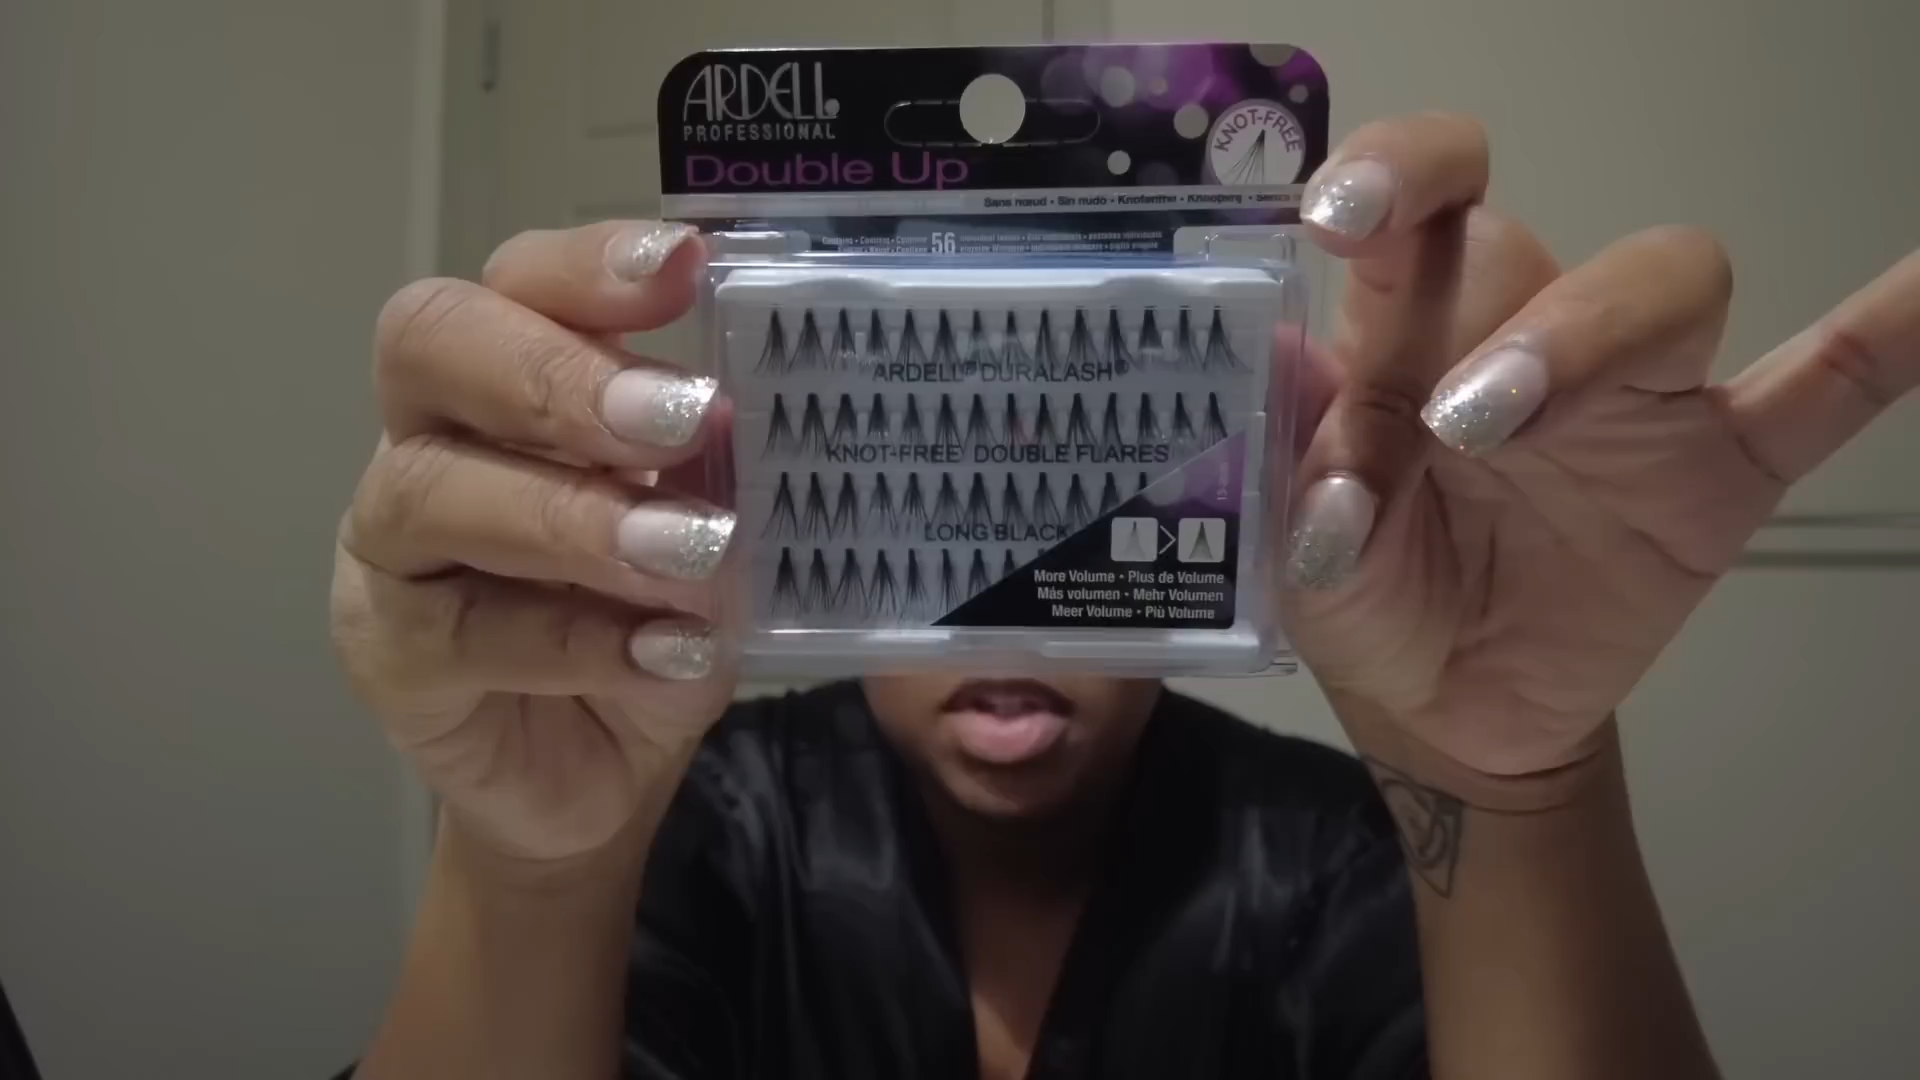 ARDELL
PROFESSIONAL
Double Up
KNOT-FREE
Sans nœud • Sin nudo • Knotenfrei •
56
ARDELL® DURALASH®
KNOT-FREE DOUBLE FLARES
LONG BLACK
More Volume • Plus de Volume
Más volumen • Mehr Volumen
Meer Volume • Più Volume